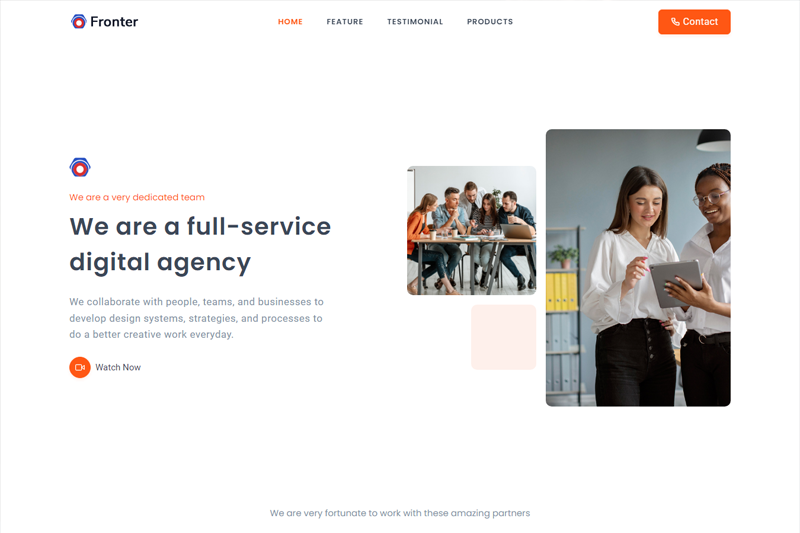 Fronter
HOME FEATURE TESTIMONIAL PRODUCTS
Contact
We are a very dedicated team
We are a full-service
digital agency
We collaborate with people, teams, and businesses to
develop design systems, strategies, and processes to
do a better creative work everyday.
Watch Now
We are very fortunate to work with these amazing partners